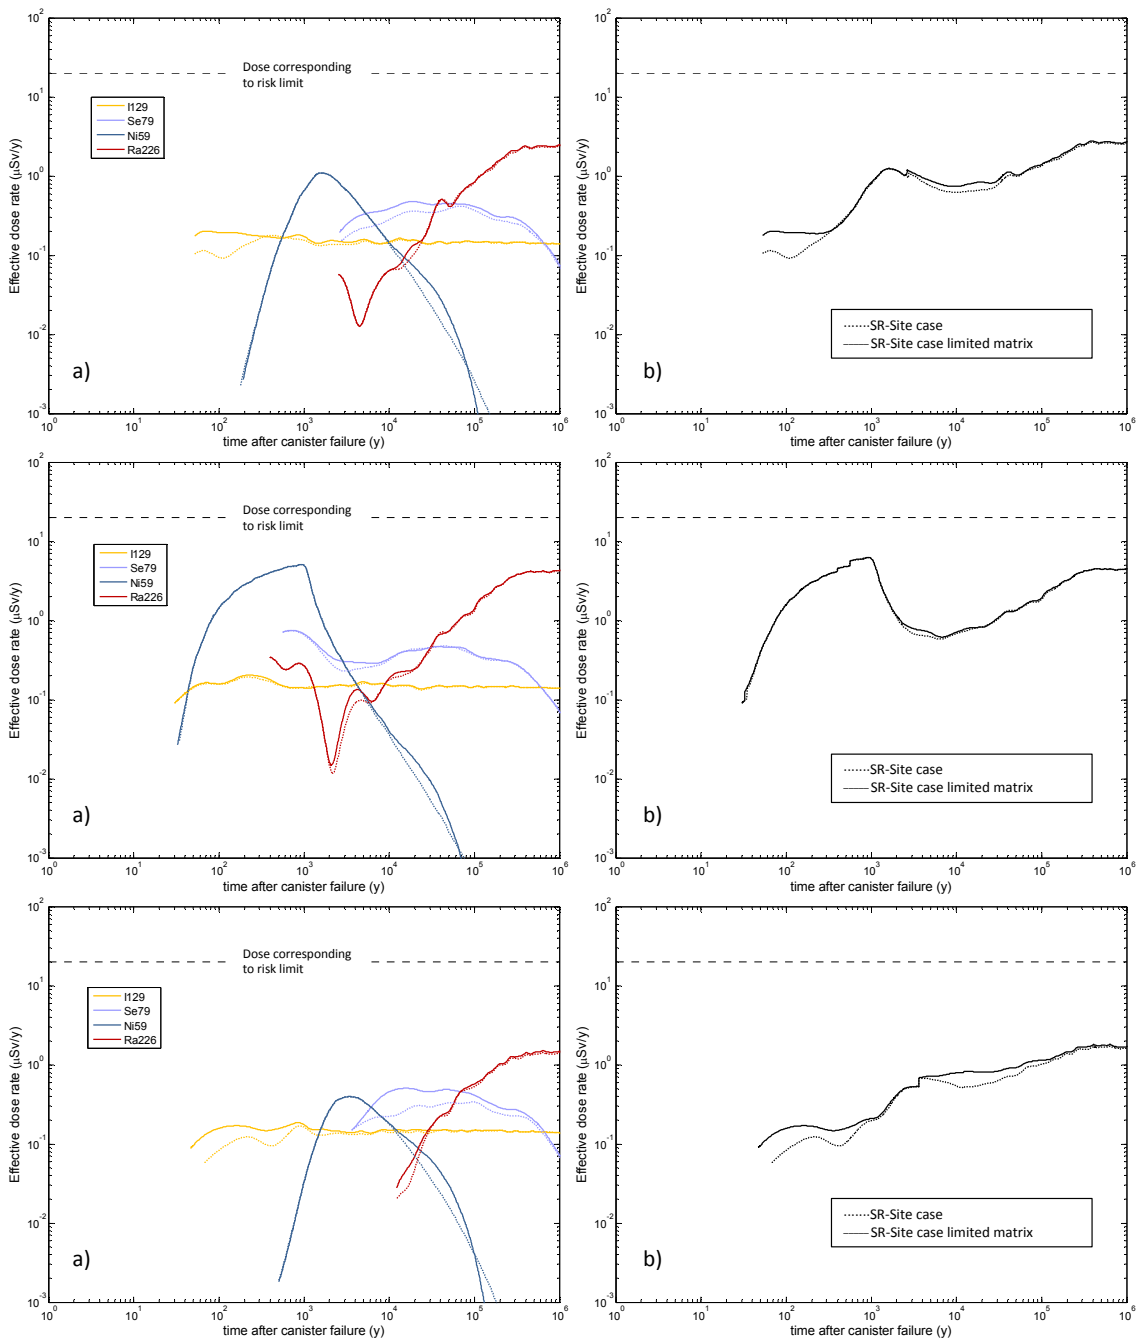 10^2
10^1
10^0
10^-1
10^-2
10^-3
Effective dose rate (µSv/y)
Dose corresponding
to risk limit
I129
Se79
Ni59
Ra226
a)
10^0 10^1 10^2 10^3 10^4 10^5 10^6
time after canister failure (y)
10^2
10^1
10^0
10^-1
10^-2
10^-3
Effective dose rate (µSv/y)
SR-Site case
SR-Site case limited matrix
b)
10^0 10^1 10^2 10^3 10^4 10^5 10^6
time after canister failure (y)
10^2
10^1
10^0
10^-1
10^-2
10^-3
Effective dose rate (µSv/y)
Dose corresponding
to risk limit
I129
Se79
Ni59
Ra226
a)
10^0 10^1 10^2 10^3 10^4 10^5 10^6
time after canister failure (y)
10^2
10^1
10^0
10^-1
10^-2
10^-3
Effective dose rate (µSv/y)
SR-Site case
SR-Site case limited matrix
b)
10^0 10^1 10^2 10^3 10^4 10^5 10^6
time after canister failure (y)
10^2
10^1
10^0
10^-1
10^-2
10^-3
Effective dose rate (µSv/y)
Dose corresponding
to risk limit
I129
Se79
Ni59
Ra226
a)
10^0 10^1 10^2 10^3 10^4 10^5 10^6
time after canister failure (y)
10^2
10^1
10^0
10^-1
10^-2
10^-3
Effective dose rate (µSv/y)
SR-Site case
SR-Site case limited matrix
b)
10^0 10^1 10^2 10^3 10^4 10^5 10^6
time after canister failure (y)